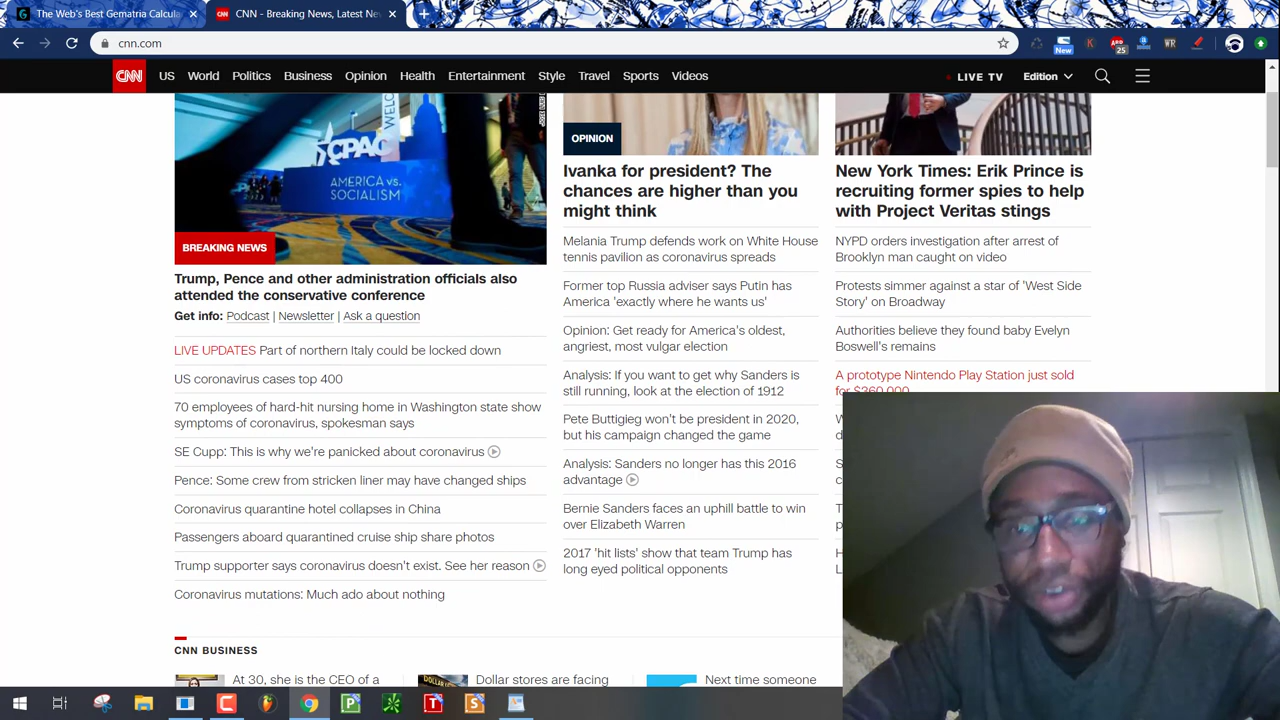 The Web's Best Gematria Calcula
CNN - Breaking News, Latest Ne
cnn.com
New
25
WR
CNN
US World Politics Business Opinion Health Entertainment Style Travel Sports Videos
LIVE TV
Edition
WELC
CPAC
AMERICA vs.
SOCIALISM
BREAKING NEWS
Trump, Pence and other administration officials also
attended the conservative conference
Get info: Podcast | Newsletter | Ask a question
LIVE UPDATES Part of northern Italy could be locked down
US coronavirus cases top 400
70 employees of hard-hit nursing home in Washington state show
symptoms of coronavirus, spokesman says
SE Cupp: This is why we're panicked about coronavirus
Pence: Some crew from stricken liner may have changed ships
Coronavirus quarantine hotel collapses in China
Passengers aboard quarantined cruise ship share photos
Trump supporter says coronavirus doesn't exist. See her reason
Coronavirus mutations: Much ado about nothing
OPINION
Ivanka for president? The
chances are higher than you
might think
Melania Trump defends work on White House
tennis pavilion as coronavirus spreads
Former top Russia adviser says Putin has
America 'exactly where he wants us'
Opinion: Get ready for America's oldest,
angriest, most vulgar election
Analysis: If you want to get why Sanders is
still running, look at the election of 1912
Pete Buttigieg won't be president in 2020,
but his campaign changed the game
Analysis: Sanders no longer has this 2016
advantage
Bernie Sanders faces an uphill battle to win
over Elizabeth Warren
2017 'hit lists' show that team Trump has
long eyed political opponents
New York Times: Erik Prince is
recruiting former spies to help
with Project Veritas stings
NYPD orders investigation after arrest of
Brooklyn man caught on video
Protests simmer against a star of 'West Side
Story' on Broadway
Authorities believe they found baby Evelyn
Boswell's remains
A prototype Nintendo Play Station just sold
for $360,000
CNN BUSINESS
At 30, she is the CEO of a
Dollar stores are facing
Next time someone